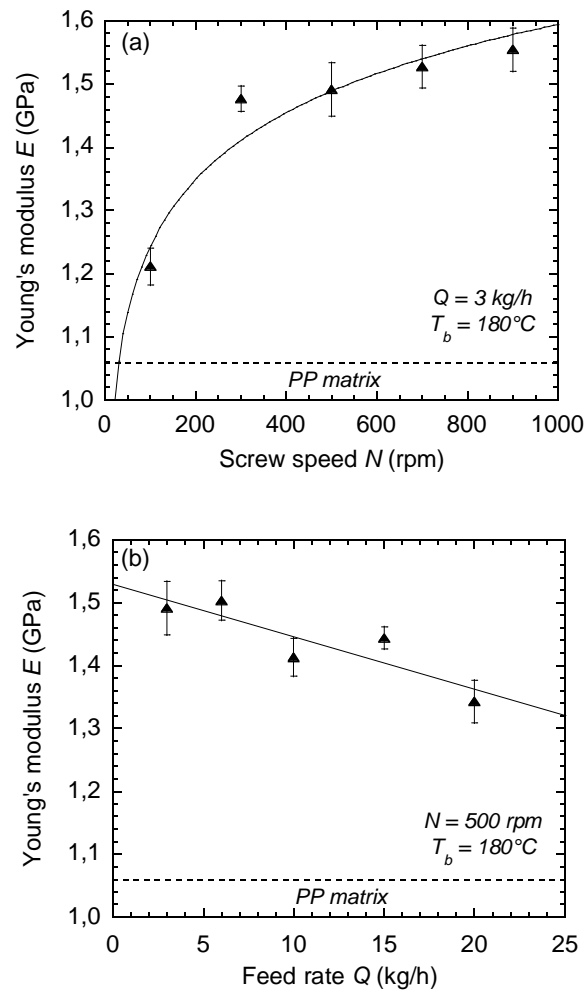 1,6
(a)
1,5
1,4
1,3
1,2
1,1
1,0
Young's modulus E (GPa)
Q = 3 kg/h
T_b = 180°C
PP matrix
0 200 400 600 800 1000
Screw speed N (rpm)
1,6
(b)
1,5
1,4
1,3
1,2
1,1
1,0
Young's modulus E (GPa)
N = 500 rpm
T_b = 180°C
PP matrix
0 5 10 15 20 25
Feed rate Q (kg/h)